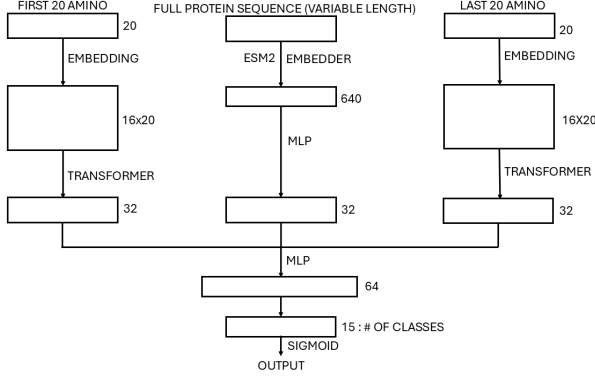 FIRST 20 AMINO
FULL PROTEIN SEQUENCE (VARIABLE LENGTH)
LAST 20 AMINO
20
20
EMBEDDING
ESM2 EMBEDDER
EMBEDDING
640
16x20
16X20
MLP
TRANSFORMER
TRANSFORMER
32
32
32
MLP
64
15 : # OF CLASSES
SIGMOID
OUTPUT